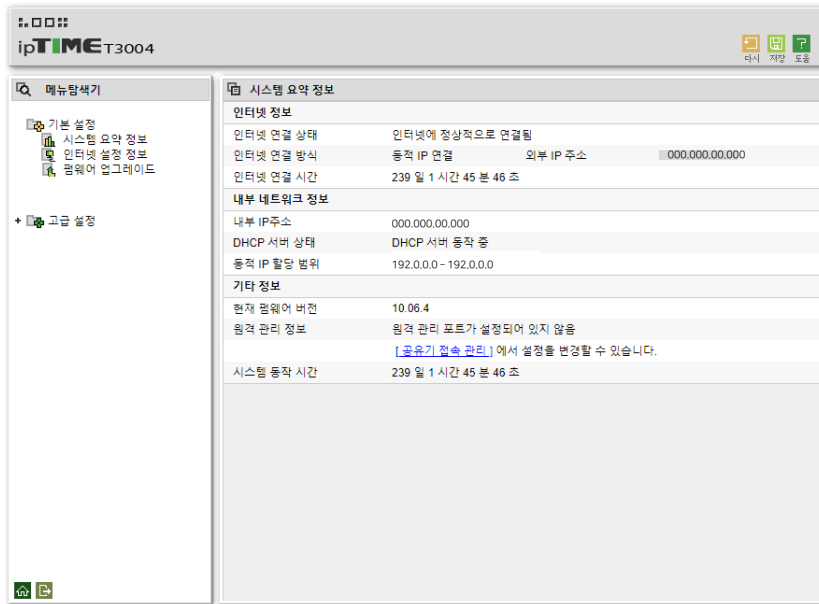 ipTIME T3004
다시 저장 도움
메뉴탐색기
기본 설정
시스템 요약 정보
인터넷 설정 정보
펌웨어 업그레이드
+ 고급 설정
시스템 요약 정보
인터넷 정보
인터넷 연결 상태 인터넷에 정상적으로 연결됨
인터넷 연결 방식 동적 IP 연결 외부 IP 주소 000.000.00.000
인터넷 연결 시간 239 일 1 시간 45 분 46 초
내부 네트워크 정보
내부 IP주소 000.000.00.000
DHCP 서버 상태 DHCP 서버 동작 중
동적 IP 할당 범위 192.0.0.0 - 192.0.0.0
기타 정보
현재 펌웨어 버전 10.06.4
원격 관리 정보 원격 관리 포트가 설정되어 있지 않음
[ 공유기 접속 관리 ] 에서 설정을 변경할 수 있습니다.
시스템 동작 시간 239 일 1 시간 45 분 46 초